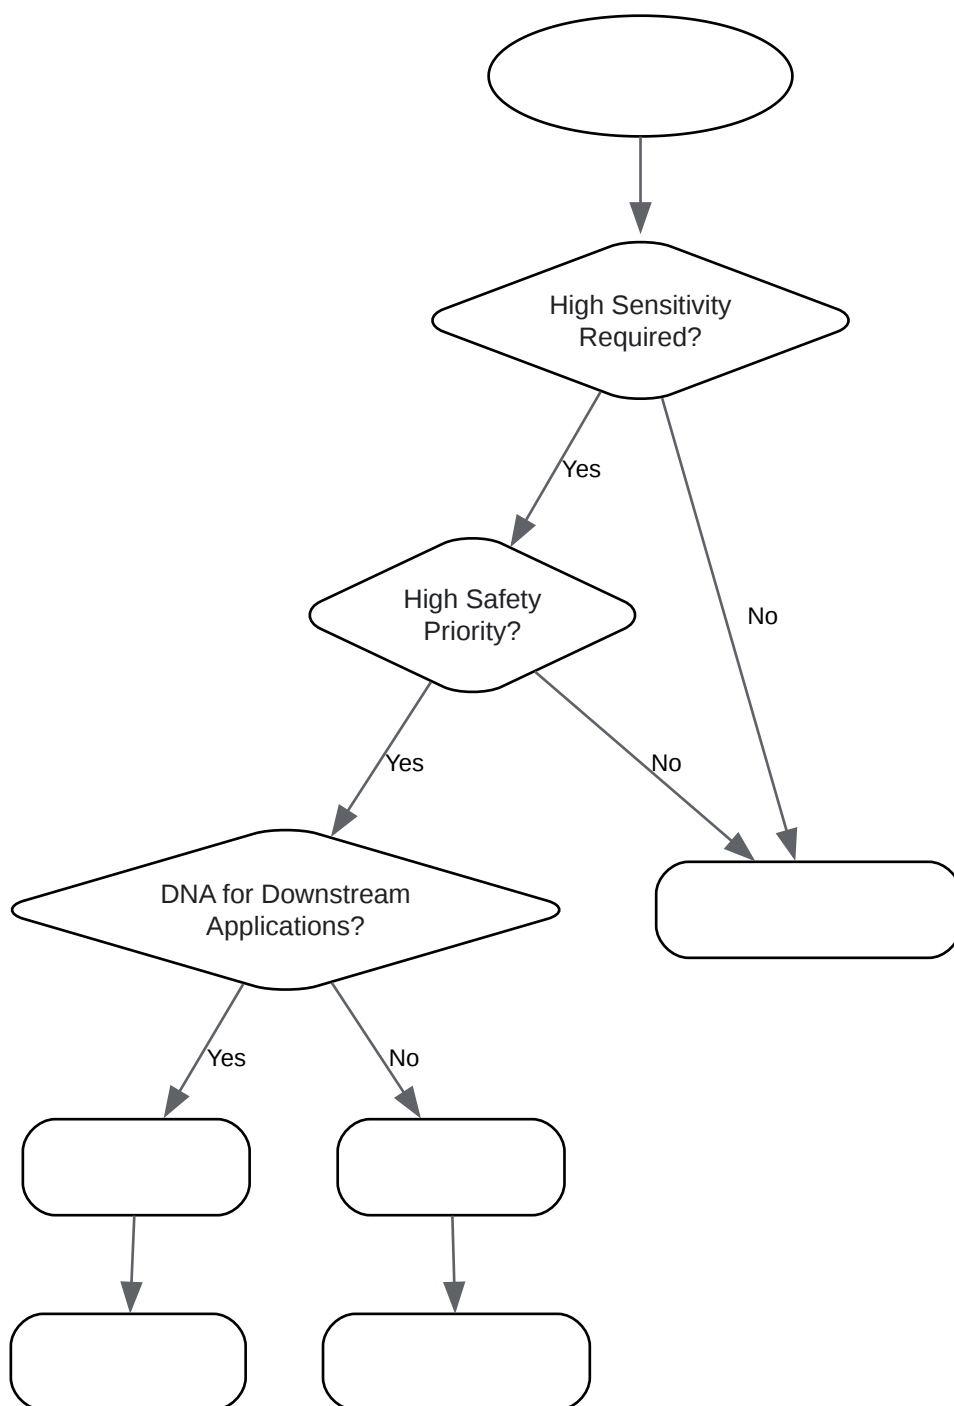 High Sensitivity
Required?
Yes
High Safety
Priority?
No
Yes
No
DNA for Downstream
Applications?
Yes
No